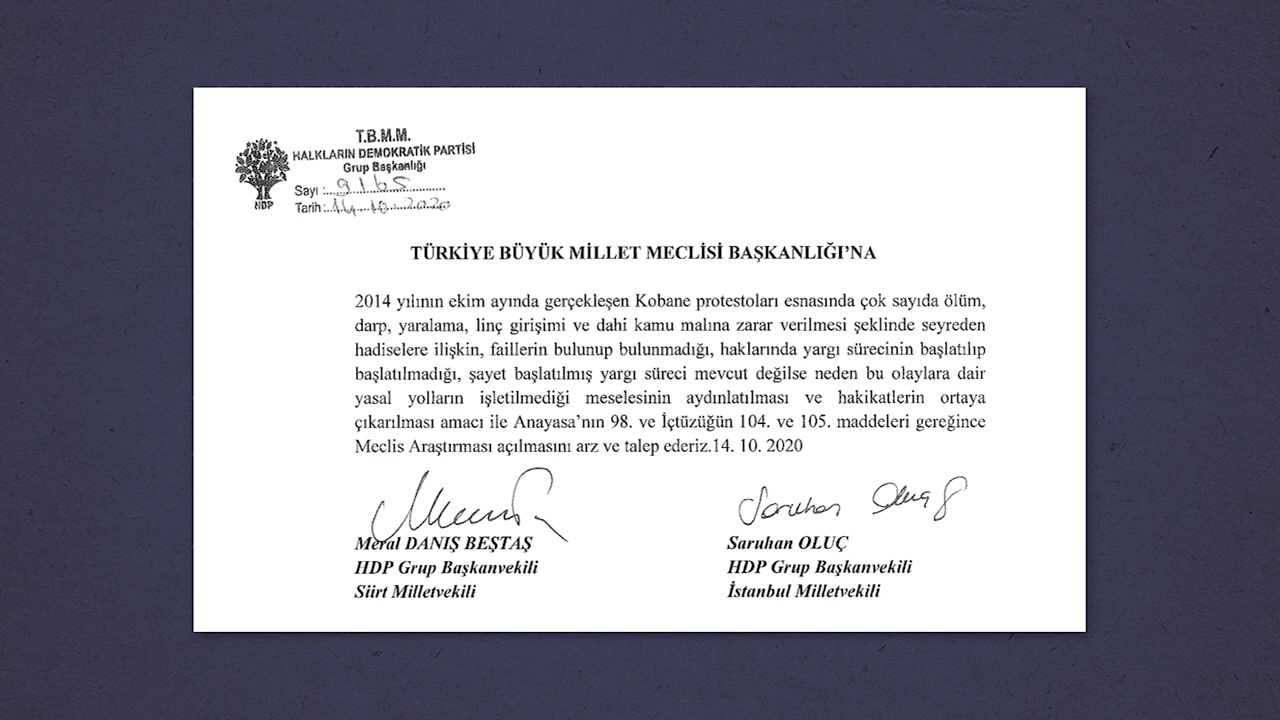 T.B.M.M.
HALKLARIN DEMOKRATİK PARTİSİ
Grup Başkanlığı
Sayı :...9165...
Tarih:...14.10.2020
HDP
TÜRKİYE BÜYÜK MİLLET MECLİSİ BAŞKANLIĞI’NA
2014 yılının ekim ayında gerçekleşen Kobane protestoları esnasında çok sayıda ölüm,
darp, yaralama, linç girişimi ve dahi kamu malına zarar verilmesi şeklinde seyreden
hadiselere ilişkin, faillerin bulunup bulunmadığı, haklarında yargı sürecinin başlatılıp
başlatılmadığı, şayet başlatılmış yargı süreci mevcut değilse neden bu olaylara dair
yasal yolların işletilmediği meselesinin aydınlatılması ve hakikatlerin ortaya
çıkarılması amacı ile Anayasa’nın 98. ve İçtüzüğün 104. ve 105. maddeleri gereğince
Meclis Araştırması açılmasını arz ve talep ederiz.14. 10. 2020
Saruhan Oluç
Meral DANIŞ BEŞTAŞ
HDP Grup Başkanvekili
Siirt Milletvekili
Saruhan OLUÇ
HDP Grup Başkanvekili
İstanbul Milletvekili